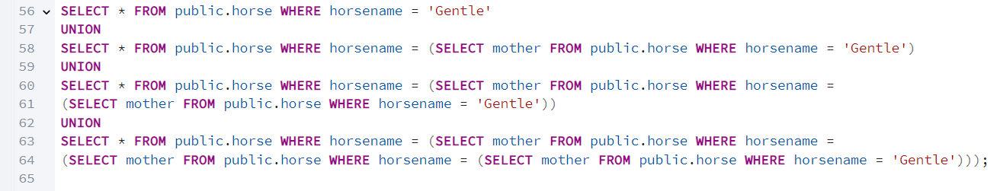 56 SELECT * FROM public.horse WHERE horsename = 'Gentle'
57 UNION
58 SELECT * FROM public.horse WHERE horsename = (SELECT mother FROM public.horse WHERE horsename = 'Gentle')
59 UNION
60 SELECT * FROM public.horse WHERE horsename = (SELECT mother FROM public.horse WHERE horsename =
61 (SELECT mother FROM public.horse WHERE horsename = 'Gentle'))
62 UNION
63 SELECT * FROM public.horse WHERE horsename = (SELECT mother FROM public.horse WHERE horsename =
64 (SELECT mother FROM public.horse WHERE horsename = (SELECT mother FROM public.horse WHERE horsename = 'Gentle')));
65